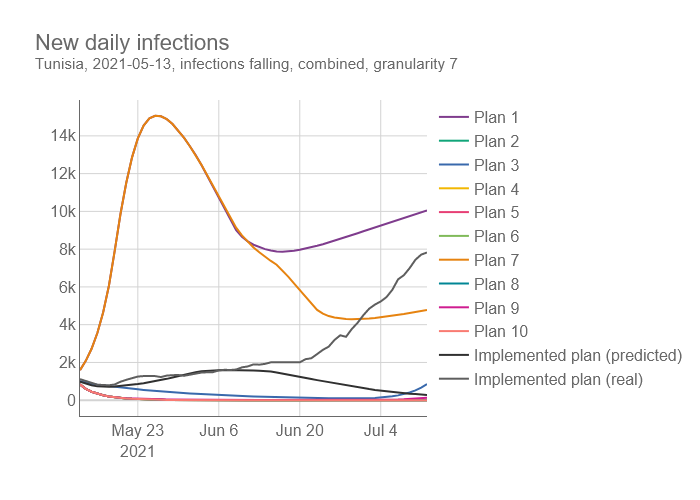 New daily infections
Tunisia, 2021-05-13, infections falling, combined, granularity 7
14k
12k
10k
8k
6k
4k
2k
0
May 23
2021
Jun 6
Jun 20
Jul 4
Plan 1
Plan 2
Plan 3
Plan 4
Plan 5
Plan 6
Plan 7
Plan 8
Plan 9
Plan 10
Implemented plan (predicted)
Implemented plan (real)